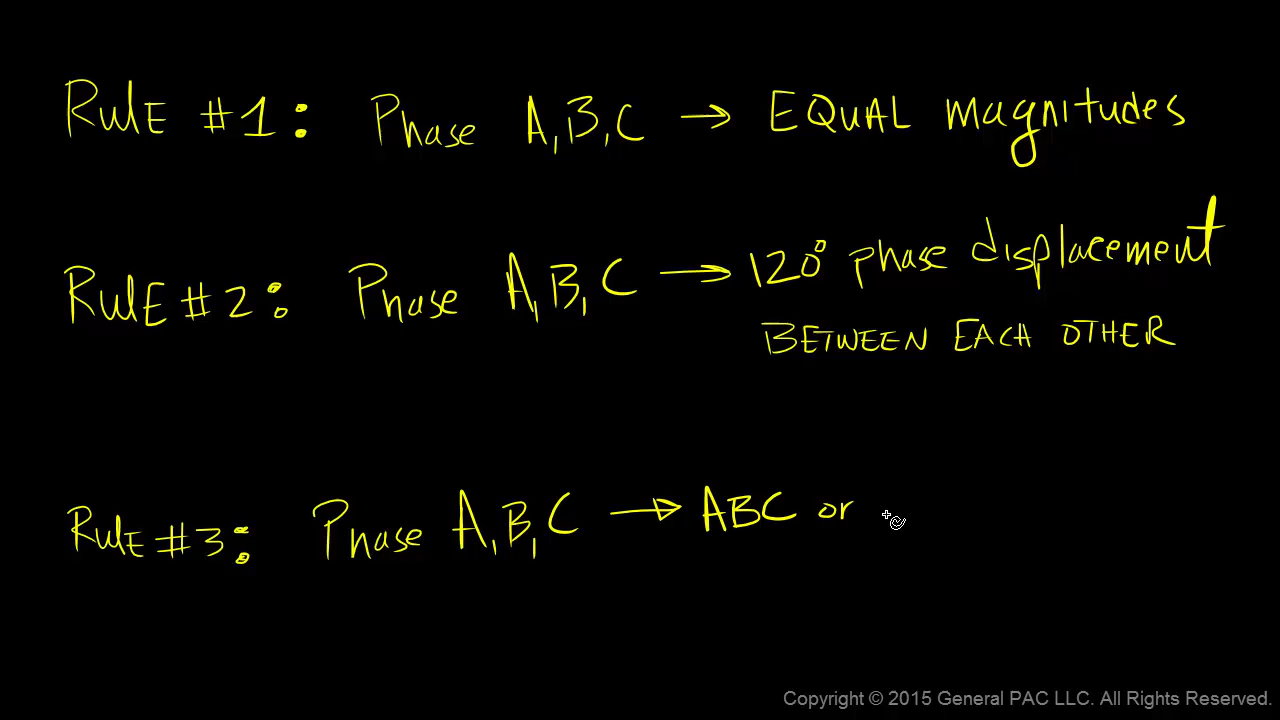 RulE #1: Phase A, B, C → EQUAL magnitudes
RulE #2: Phase A, B, C → 120° phase displacement
BETWEEN EACH OTHER
RulE #3: Phase A, B, C → ABC or
Copyright © 2015 General PAC LLC. All Rights Reserved.